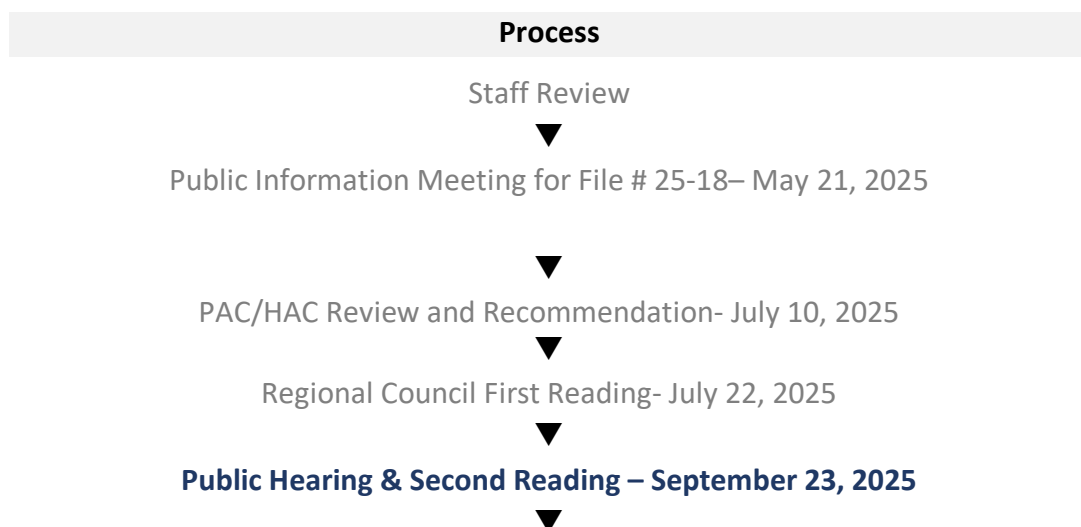 Process
Staff Review
Public Information Meeting for File # 25-18– May 21, 2025
PAC/HAC Review and Recommendation- July 10, 2025
Regional Council First Reading- July 22, 2025
Public Hearing & Second Reading – September 23, 2025